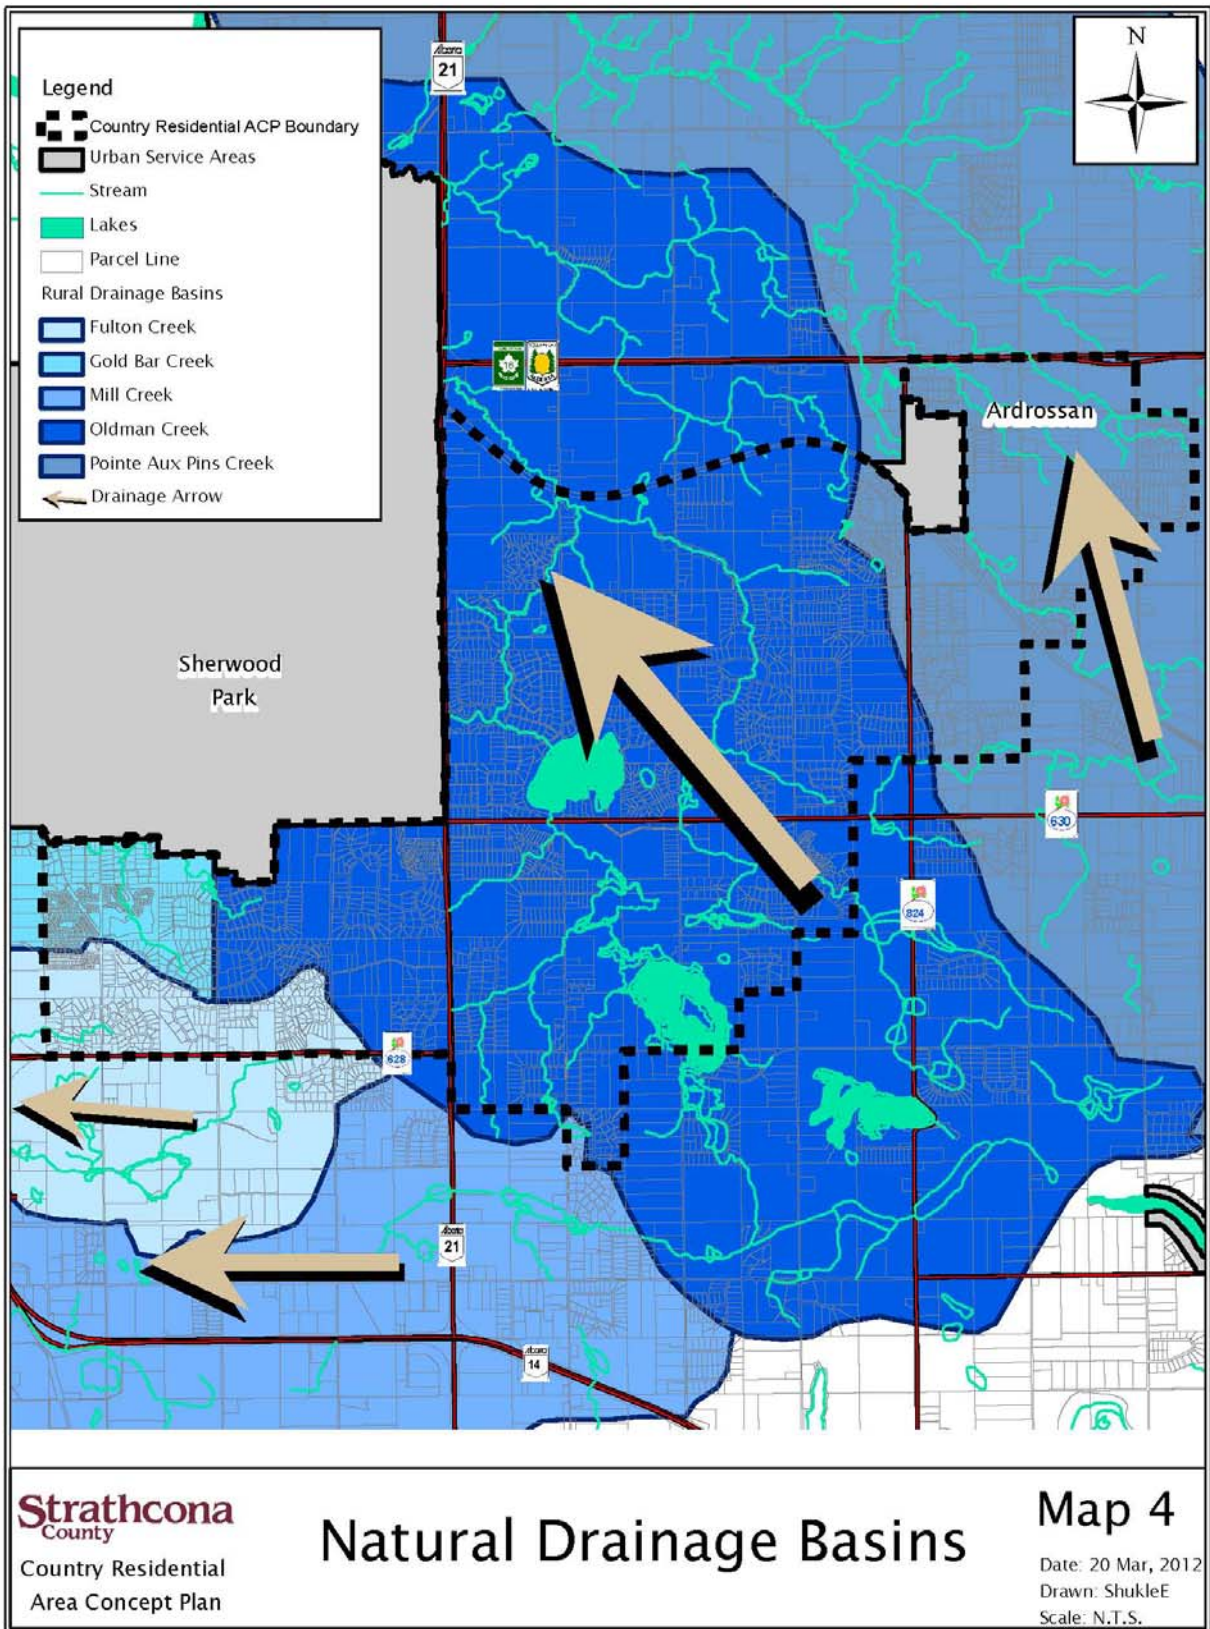 Legend
Country Residential ACP Boundary
Urban Service Areas
Stream
Lakes
Parcel Line
Rural Drainage Basins
Fulton Creek
Gold Bar Creek
Mill Creek
Oldman Creek
Pointe Aux Pins Creek
Drainage Arrow
Alberta
21
N
16
Ardrossan
Sherwood
Park
630
824
628
Alberta
21
Alberta
14
Strathcona
County
Country Residential
Area Concept Plan
Natural Drainage Basins
Map 4
Date: 20 Mar, 2012
Drawn: ShukleE
Scale: N.T.S.